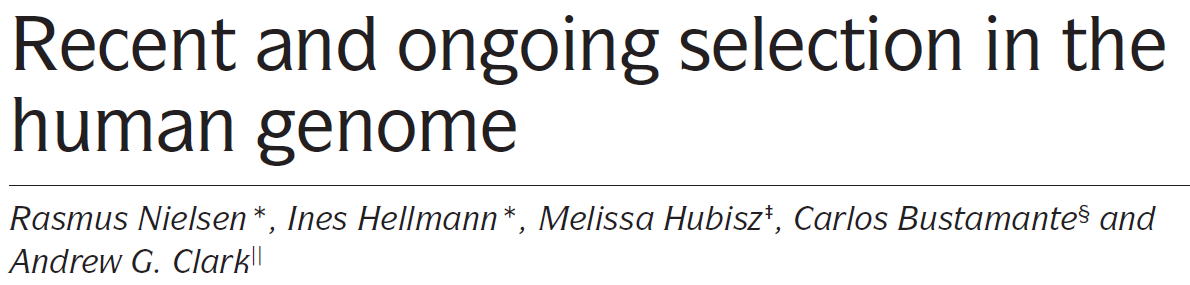 Recent and ongoing selection in the
human genome
Rasmus Nielsen*, Ines Hellmann*, Melissa Hubisz‡, Carlos Bustamante§ and
Andrew G. Clark||